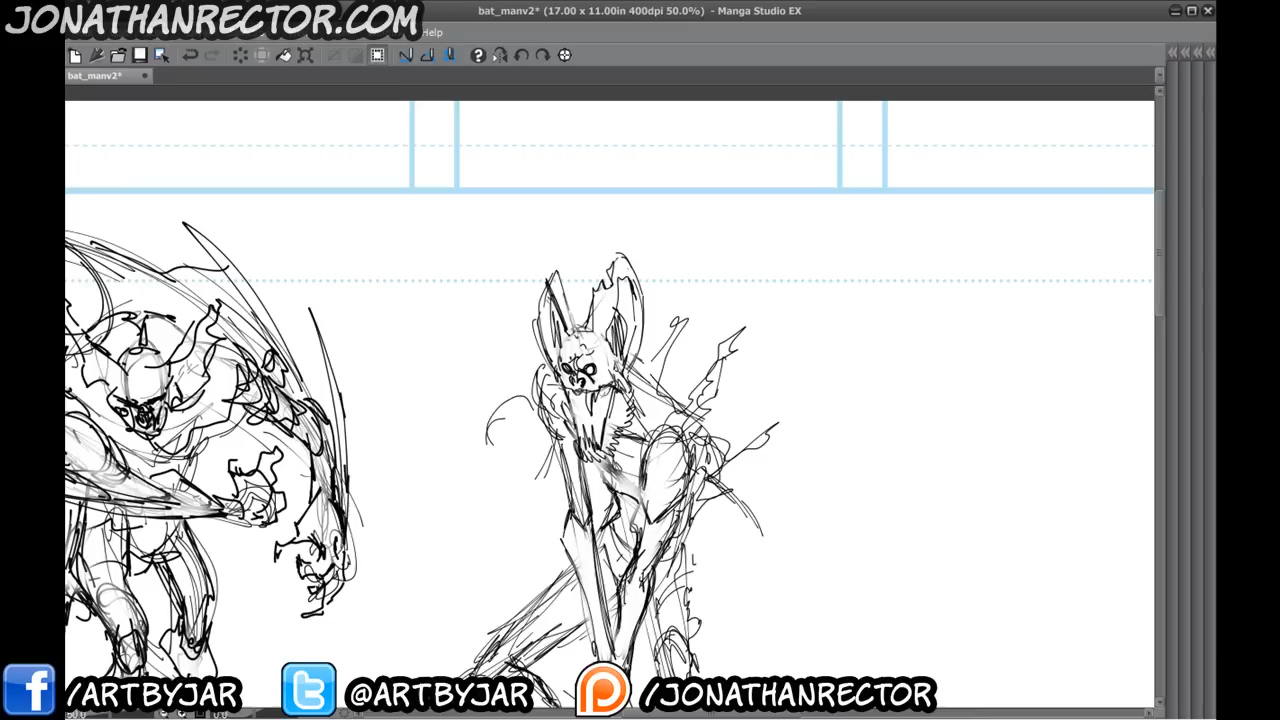 JONATHANRECTOR.COM
bat_manv2* (17.00 x 11.00in 400dpi 50.0%) - Manga Studio EX
Help
bat_manv2*
/ARTBYJAR @ARTBYJAR /JONATHANRECTOR